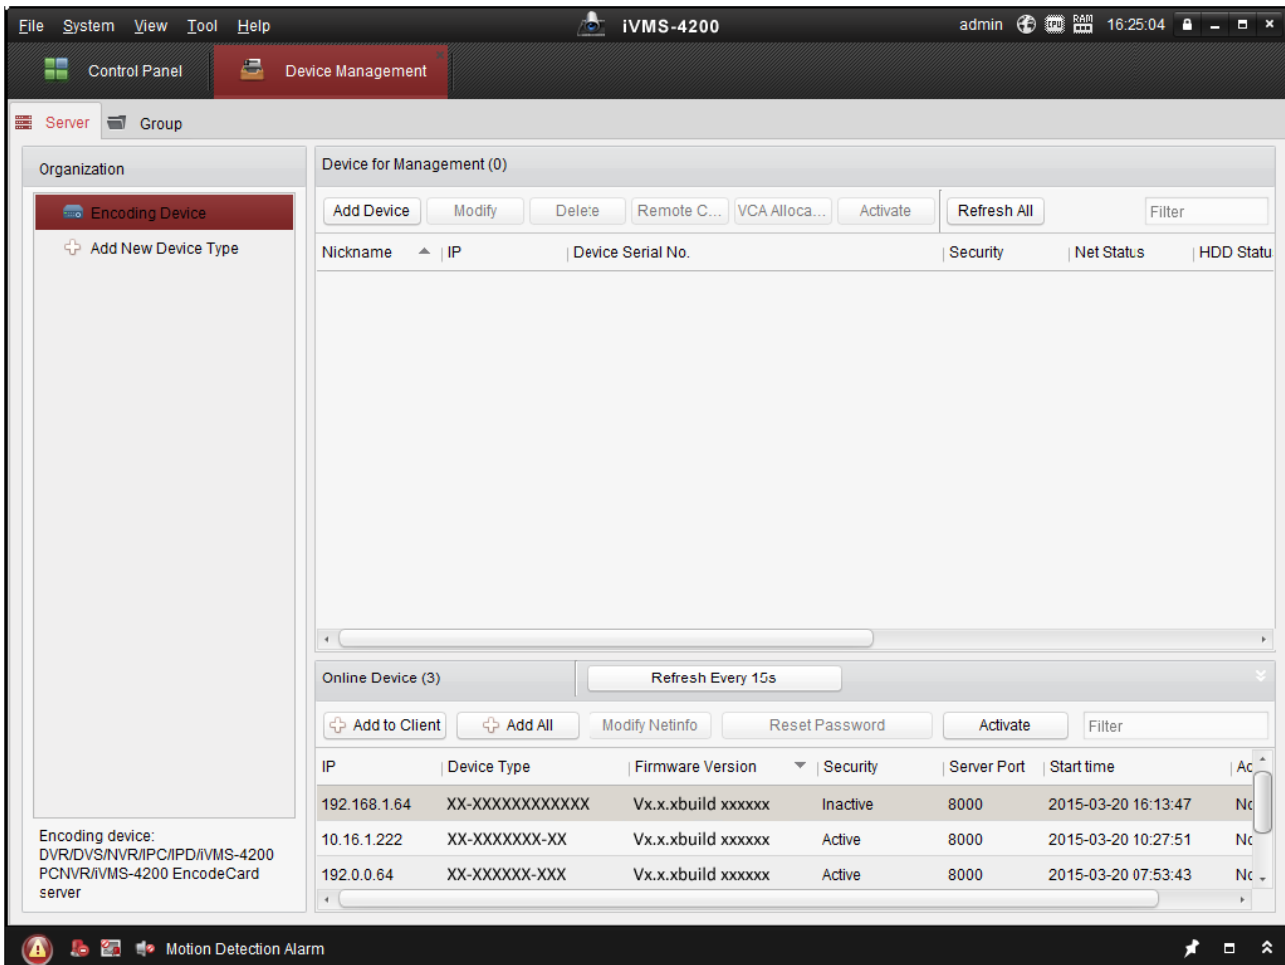 File System View Tool Help iVMS-4200 admin CPU RAM 16:25:04
Control Panel Device Management
Server Group
Organization
Encoding Device
Add New Device Type
Encoding device:
DVR/DVS/NVR/IPC/IPD/iVMS-4200
PCNVR/iVMS-4200 EncodeCard
server
Device for Management (0)
Add Device Modify Delete Remote C... VCA Alloca... Activate Refresh All Filter
Nickname IP Device Serial No. Security Net Status HDD Statu
Online Device (3) Refresh Every 15s
Add to Client Add All Modify Netinfo Reset Password Activate Filter
IP Device Type Firmware Version Security Server Port Start time Ad
192.168.1.64 XX-XXXXXXXXXXXX Vx.x.xbuild xxxxxx Inactive 8000 2015-03-20 16:13:47 No
10.16.1.222 XX-XXXXXXX-XX Vx.x.xbuild xxxxxx Active 8000 2015-03-20 10:27:51 No
192.0.0.64 XX-XXXXXX-XXX Vx.x.xbuild xxxxxx Active 8000 2015-03-20 07:53:43 No
Motion Detection Alarm